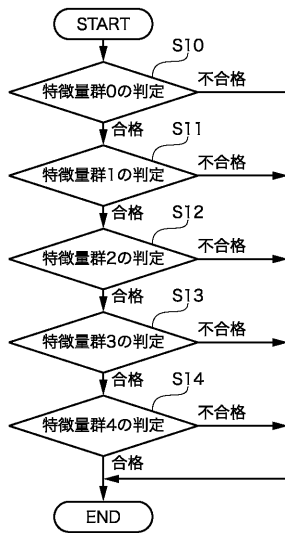 START
S10
特徴量群0の判定
不合格
合格
S11
特徴量群1の判定
不合格
合格
S12
特徴量群2の判定
不合格
合格
S13
特徴量群3の判定
不合格
合格
S14
特徴量群4の判定
不合格
合格
END